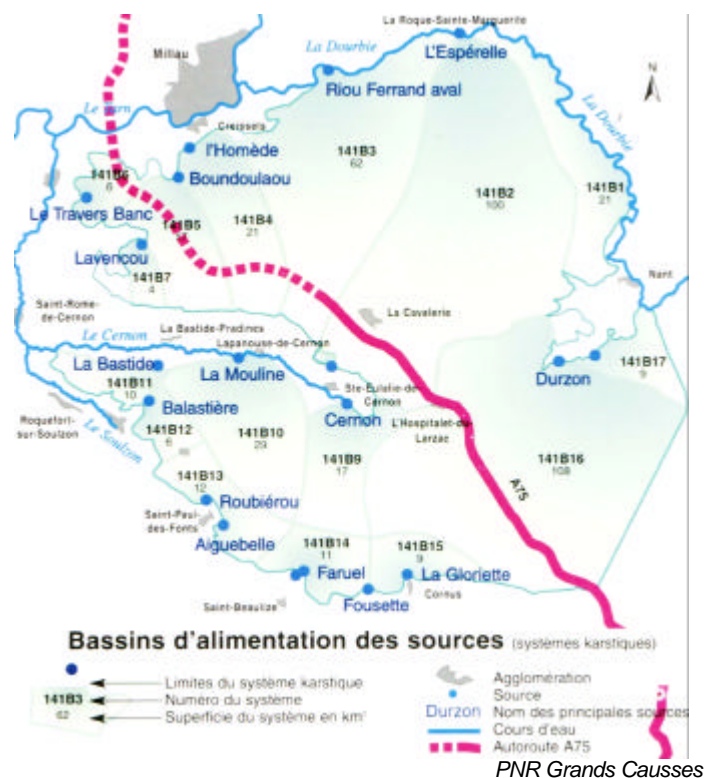 La Roque-Sainte-Marguerite
Millau
La Dourbie
L'Espérelle
Riou Ferrand aval
N
Le Tarn
La Dourbie
Creissels
l'Homède
141B3
62
Boundoulaou
141B6
6
141B2
100
141B1
21
Le Travers Banc
141B5
141B4
21
Lavencou
141B7
4
Nant
Saint-Rome-
de-Cernon
La Cavalerie
La Bastide-Pradines
Le Cernon
Lapanouse-de-Cernon
La Bastide
La Mouline
Durzon
141B17
9
141B11
10
Ste-Eulalie-de-
Cernon
Balastière
Cernon
Roquefort-
sur-Soulzon
Le Soulzon
141B12
6
141B10
29
L'Hospitalet-du-
Larzac
141B9
17
141B16
108
141B13
12
A75
Roubiérou
Saint-Paul-
des-Fonts
Aiguebelle
141B14
11
141B15
9
Faruel
La Gloriette
Saint-Beaulize
Fousette
Cornus
Bassins d'alimentation des sources (systèmes karstiques)
Limites du système karstique
141B3
Numéro du système
62
Superficie du système en km²
Agglomération
Source
Durzon Nom des principales sources
Cours d'eau
Autoroute A75
PNR Grands Causses